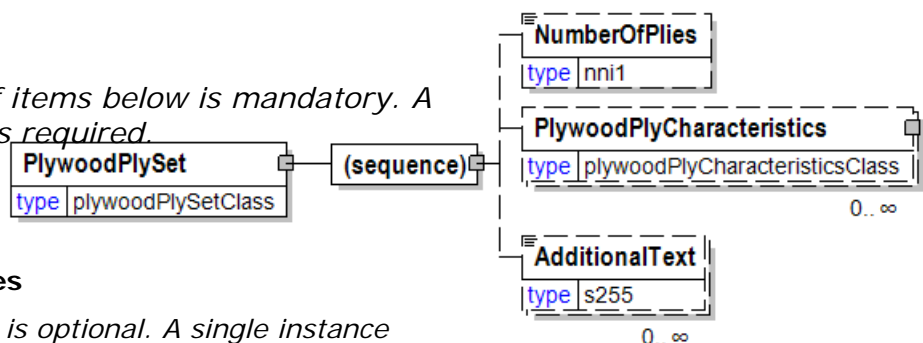 f items below is mandatory. A
s required.
PlywoodPlySet
type plywoodPlySetClass
(sequence)
NumberOfPlies
type nni1
PlywoodPlyCharacteristics
type plywoodPlyCharacteristicsClass
0.. ∞
AdditionalText
type s255
0.. ∞
es
is optional. A single instance